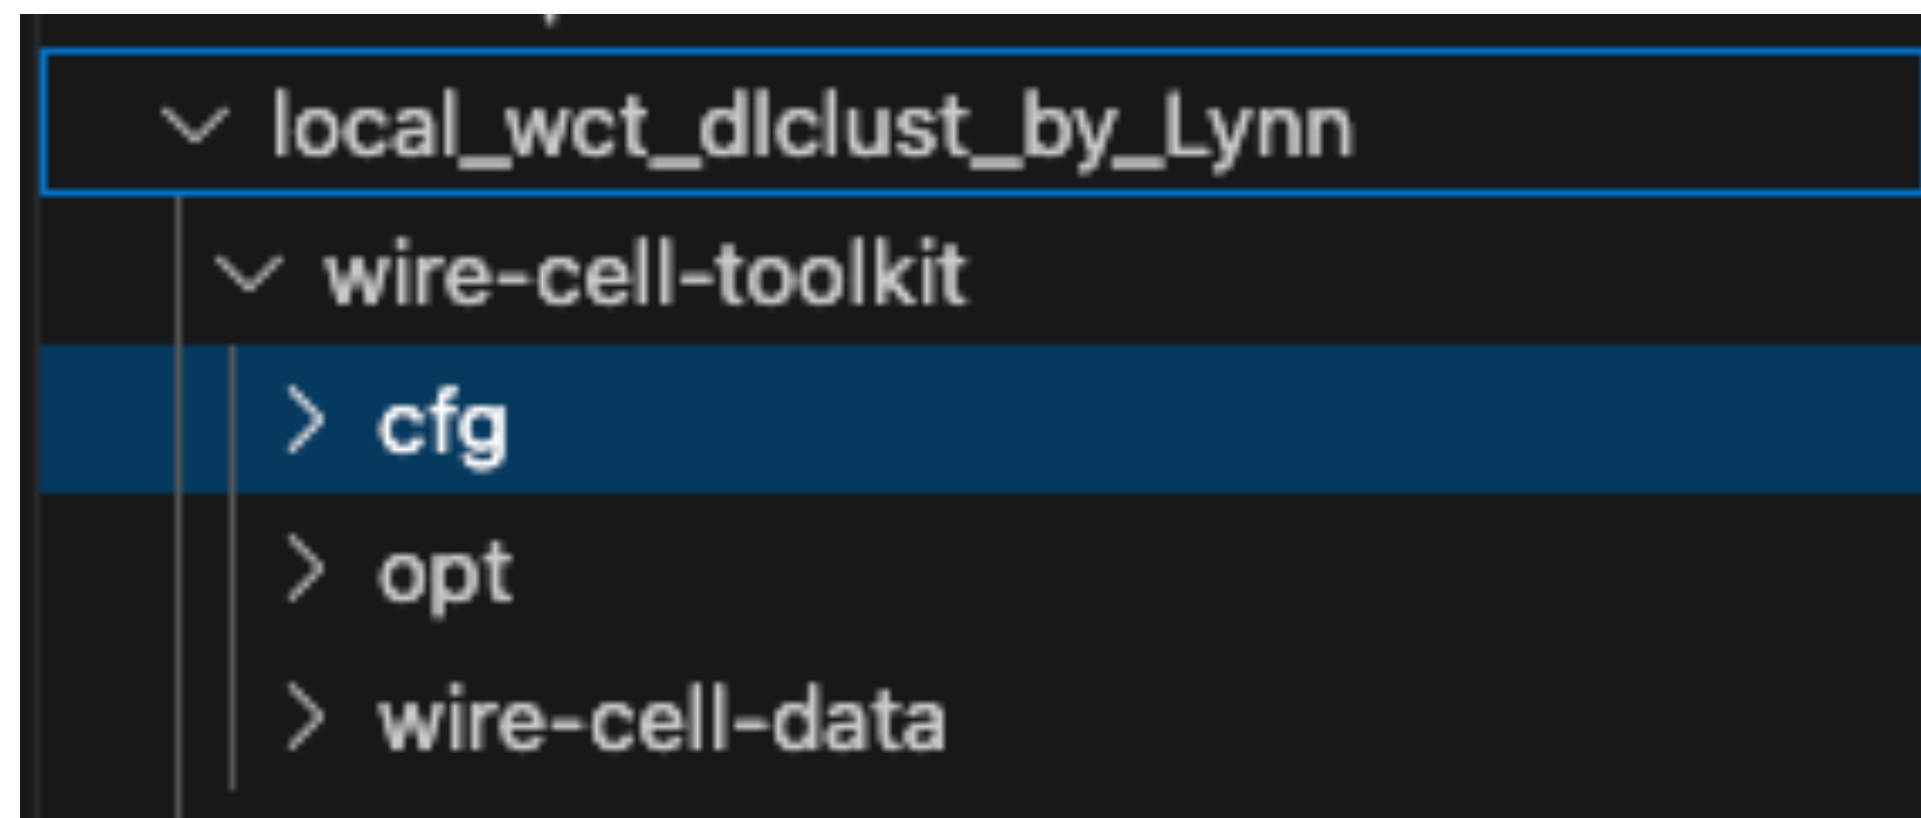 local_wct_dlclust_by_Lynn
wire-cell-toolkit
cfg
opt
wire-cell-data